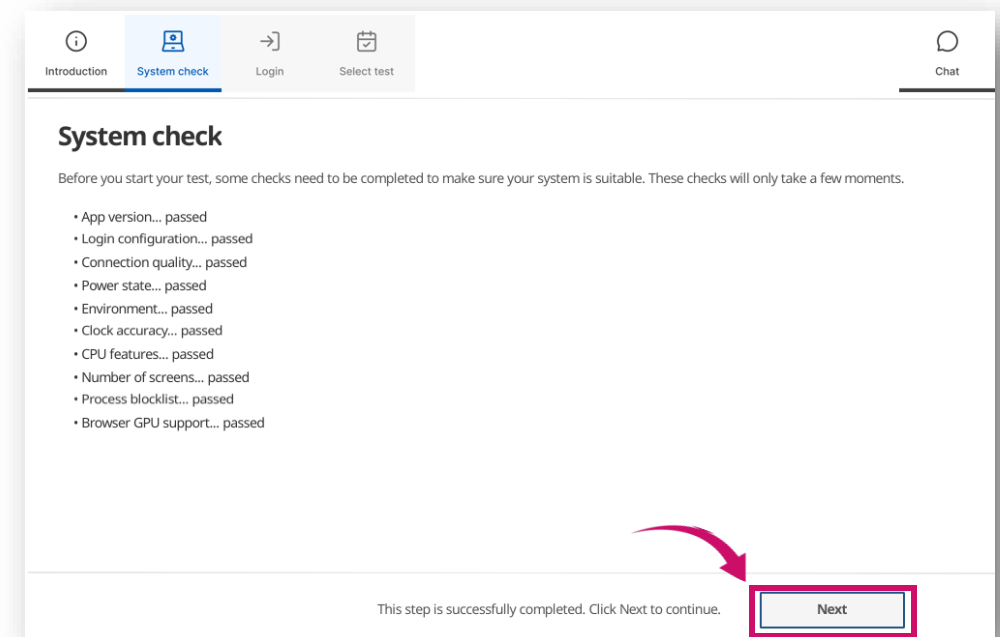 Introduction
System check
Login
Select test
Chat
System check
Before you start your test, some checks need to be completed to make sure your system is suitable. These checks will only take a few moments.
• App version... passed
• Login configuration... passed
• Connection quality... passed
• Power state... passed
• Environment... passed
• Clock accuracy... passed
• CPU features... passed
• Number of screens... passed
• Process blocklist... passed
• Browser GPU support... passed
This step is successfully completed. Click Next to continue.
Next